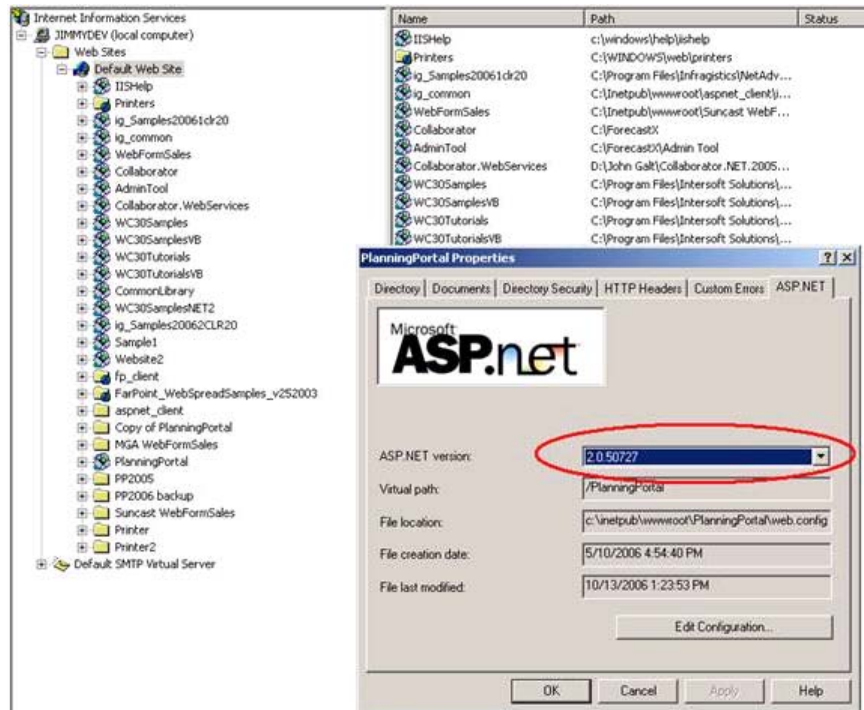 Internet Information Services
JIMMYDEV (local computer)
Web Sites
Default Web Site
IISHelp
Printers
ig_Samples20061clr20
ig_common
WebFormSales
Collaborator
AdminTool
Collaborator.WebServices
WC30Samples
WC30SamplesVB
WC30Tutorials
WC30TutorialsVB
CommonLibrary
WC30SamplesNET2
ig_Samples20062CLR20
Sample1
Website2
fp_client
FarPoint_WebSpreadSamples_v252003
aspnet_client
Copy of PlanningPortal
MGA WebFormSales
PlanningPortal
PP2005
PP2006 backup
Suncast WebFormSales
Printer
Printer2
Default SMTP Virtual Server
Name Path Status
IISHelp c:\windows\help\iishelp
Printers C:\WINDOWS\web\printers
ig_Samples20061clr20 C:\Program Files\Infragistics\NetAdv...
ig_common C:\Inetpub\wwwroot\aspnet_client\i...
WebFormSales C:\Inetpub\wwwroot\Suncast WebF...
Collaborator C:\ForecastX
AdminTool C:\ForecastX\Admin Tool
Collaborator.WebServices D:\John Galt\Collaborator.NET.2005...
WC30Samples C:\Program Files\Intersoft Solutions\...
WC30SamplesVB C:\Program Files\Intersoft Solutions\...
WC30Tutorials C:\Program Files\Intersoft Solutions\...
WC30TutorialsVB C:\Program Files\Intersoft Solutions\...
PlanningPortal Properties
Directory Documents Directory Security HTTP Headers Custom Errors ASP.NET
Microsoft
ASP.net
ASP.NET version: 2.0.50727
Virtual path: /PlanningPortal
File location: c:\inetpub\wwwroot\PlanningPortal\web.config
File creation date: 5/10/2006 4:54:40 PM
File last modified: 10/13/2006 1:23:53 PM
Edit Configuration...
OK Cancel Apply Help